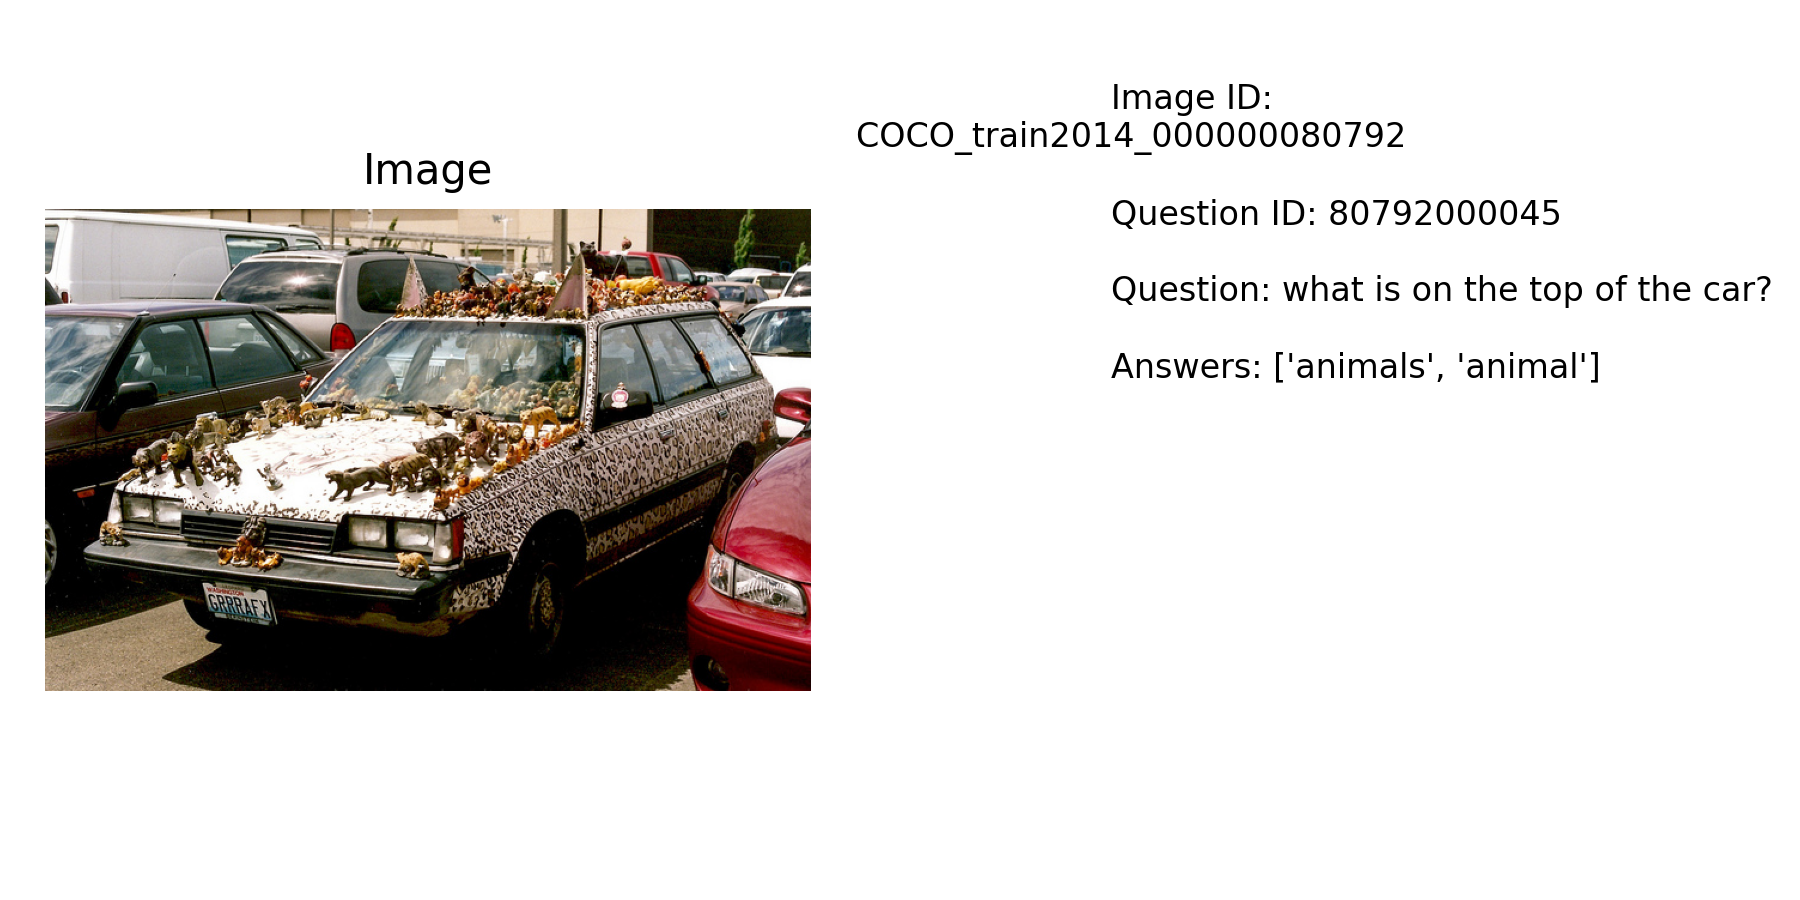 Image ID:
COCO_train2014_000000080792
Image
Question ID: 80792000045
Question: what is on the top of the car?
Answers: ['animals', 'animal']
WASHINGTON
GRRRAFX